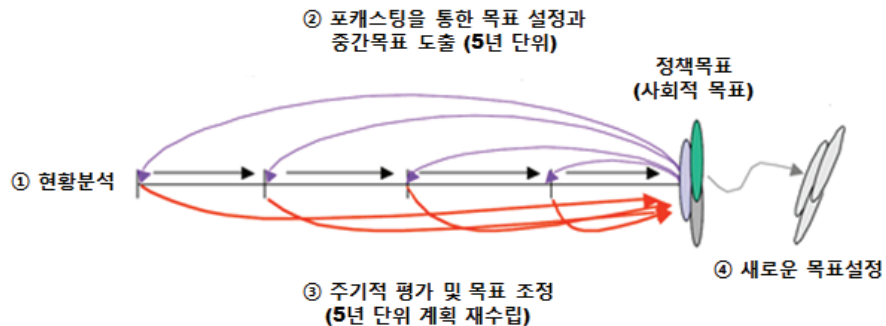 ② 포캐스팅을 통한 목표 설정과
중간목표 도출 (5년 단위)
정책목표
(사회적 목표)
① 현황분석
④ 새로운 목표설정
③ 주기적 평가 및 목표 조정
(5년 단위 계획 재수립)